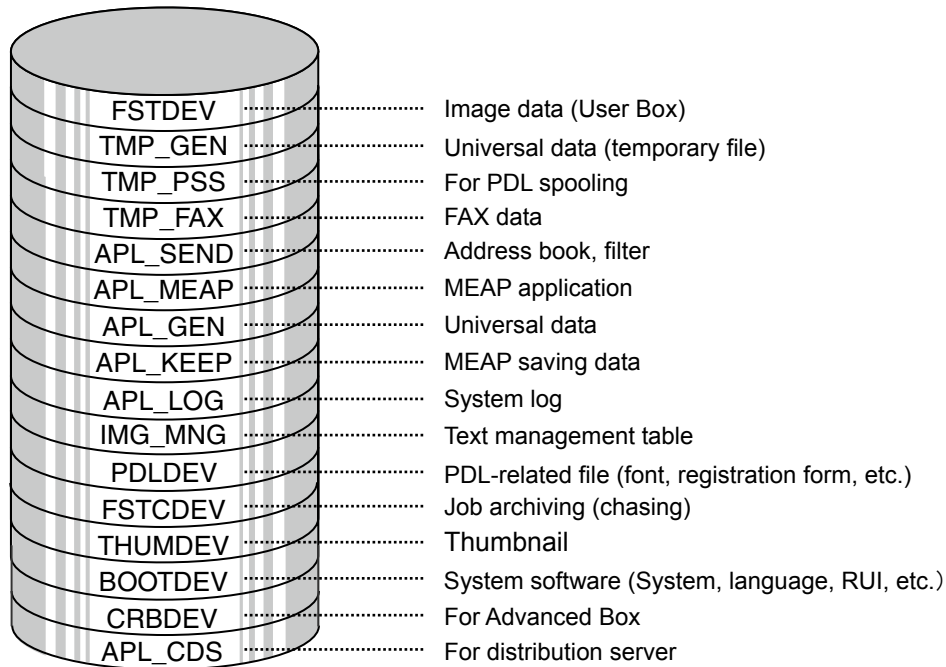 FSTDEV Image data (User Box)
TMP_GEN Universal data (temporary file)
TMP_PSS For PDL spooling
TMP_FAX FAX data
APL_SEND Address book, filter
APL_MEAP MEAP application
APL_GEN Universal data
APL_KEEP MEAP saving data
APL_LOG System log
IMG_MNG Text management table
PDLDEV PDL-related file (font, registration form, etc.)
FSTCDEV Job archiving (chasing)
THUMDEV Thumbnail
BOOTDEV System software (System, language, RUI, etc.)
CRBDEV For Advanced Box
APL_CDS For distribution server